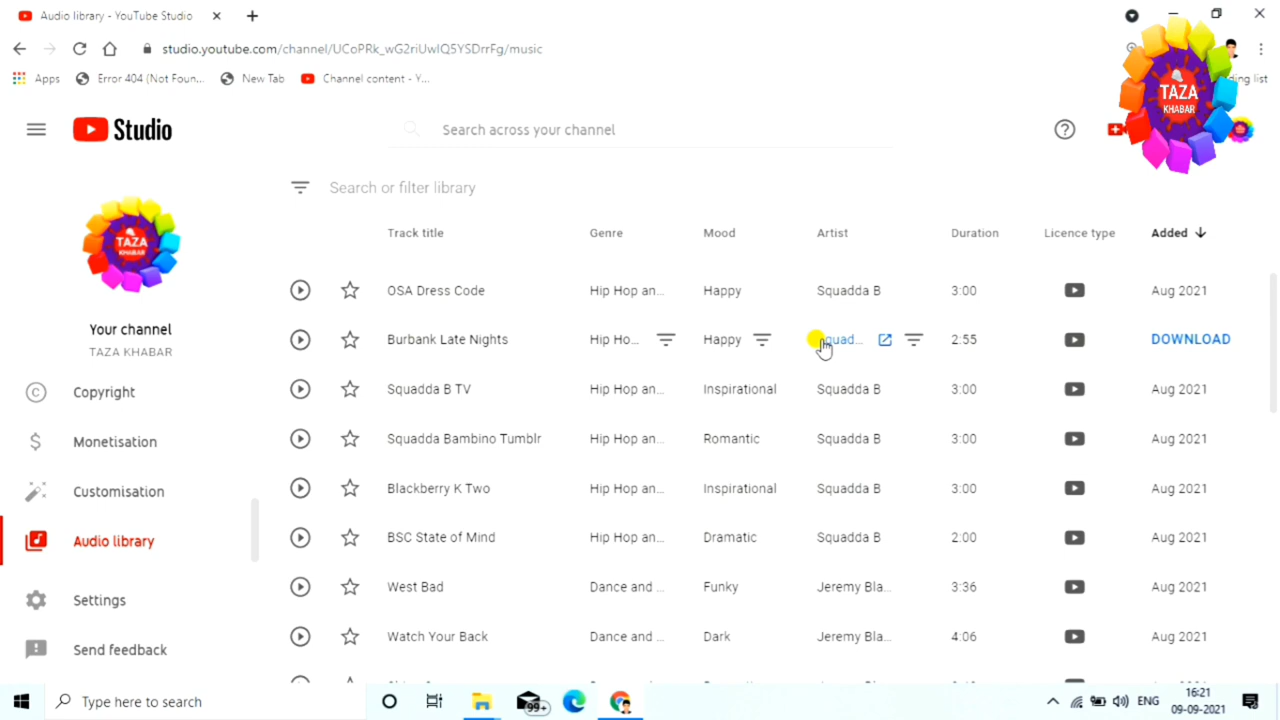 Audio library - YouTube Studio
studio.youtube.com/channel/UCoPRk_wG2riUwIQ5YSDrrFg/music
Apps Error 404 (Not Foun... New Tab Channel content - Y... list
TAZA
KHABAR
Studio
Search across your channel
TAZA
KHABAR
Your channel
TAZA KHABAR
Copyright
Monetisation
Customisation
Audio library
Settings
Send feedback
Search or filter library
Track title Genre Mood Artist Duration Licence type Added
OSA Dress Code Hip Hop an... Happy Squadda B 3:00 Aug 2021
Burbank Late Nights Hip Ho... Happy Squad... 2:55 DOWNLOAD
Squadda B TV Hip Hop an... Inspirational Squadda B 3:00 Aug 2021
Squadda Bambino Tumblr Hip Hop an... Romantic Squadda B 3:00 Aug 2021
Blackberry K Two Hip Hop an... Inspirational Squadda B 3:00 Aug 2021
BSC State of Mind Hip Hop an... Dramatic Squadda B 2:00 Aug 2021
West Bad Dance and ... Funky Jeremy Bla... 3:36 Aug 2021
Watch Your Back Dance and ... Dark Jeremy Bla... 4:06 Aug 2021
Type here to search
99+
ENG
16:21
09-09-2021